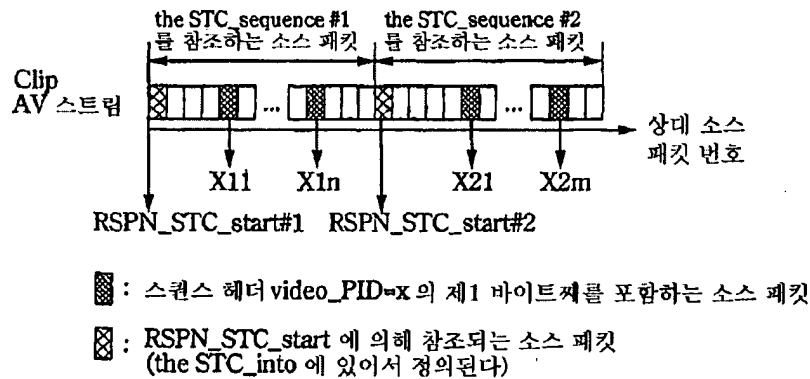 the STC_sequence #1
를 참조하는 소스 패킷
the STC_sequence #2
를 참조하는 소스 패킷
Clip
AV 스트림
...
...
상대 소스
패킷 번호
X11
X1n
X21
X2m
RSPN_STC_start#1
RSPN_STC_start#2
: 스퀀스 헤더 video_PID=x 의 제1 바이트째를 포함하는 소스 패킷
: RSPN_STC_start 에 의해 참조되는 소스 패킷
(the STC_into 에 있어서 정의된다)